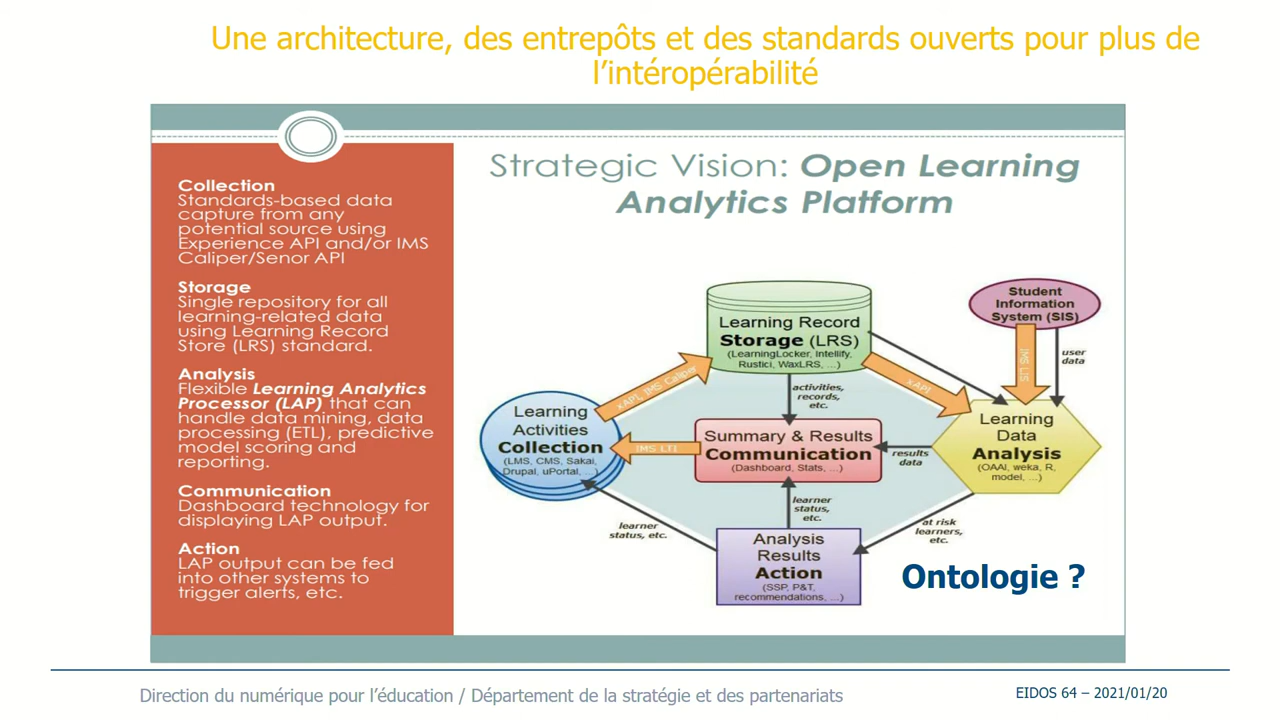 Une architecture, des entrepôts et des standards ouverts pour plus de
l'intéropérabilité
Collection
Standards-based data
capture from any
potential source using
Experience API and/or IMS
Caliper/Senor API
Storage
Single repository for all
learning-related data
using Learning Record
Store (LRS) standard.
Analysis
Flexible Learning Analytics
Processor (LAP) that can
handle data mining, data
processing (ETL), predictive
model scoring and
reporting.
Communication
Dashboard technology for
displaying LAP output.
Action
LAP output can be fed
into other systems to
trigger alerts, etc.
Strategic Vision: Open Learning
Analytics Platform
Learning Record
Storage (LRS)
(LearningLocker, Intellify,
Rustici, WaxLRS, ...)
Student
Information
System (SIS)
IMS LIS
user
data
xAPI, IMS Caliper
xAPI
activities,
records,
etc.
Learning
Activities
Collection
(LMS, CMS, Sakai,
Drupal, uPortal, ...)
IMS LTI
Summary & Results
Communication
(Dashboard, Stats, ...)
results
data
Learning
Data
Analysis
(OAAI, weka, R,
model, ...)
learner
status, etc.
learner
status,
etc.
at risk
learners,
etc.
Analysis
Results
Action
(SSP, P&T,
recommendations, ...)
Ontologie ?
Direction du numérique pour l'éducation / Département de la stratégie et des partenariats
EIDOS 64 – 2021/01/20